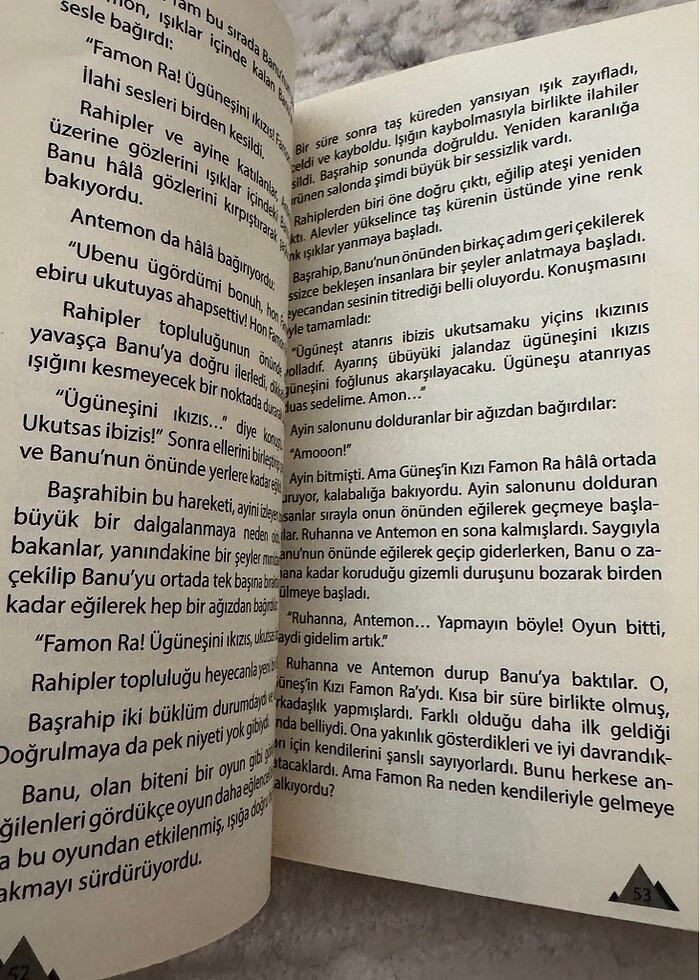 Tam bu sırada Banu'nun
ışıklar içinde kalan
sesle bağırdı:
"Famon Ra! Ügüneşini ıkızıs!
İlahi sesleri birden kesildi.
Rahipler ve ayine katılanlar,
üzerine gözlerini ışıklar içindeki
Banu hâlâ gözlerini kırpıştırarak
bakıyordu.
Antemon da hâlâ bağırıyordu:
"Ubenu ügördümi bonuh, hon
ebiru ukutuyas ahapsettiv! Hon
Rahipler topluluğunun önünde
yavaşça Banu'ya doğru ilerledi,
ışığını kesmeyecek bir noktada
"Ügüneşini ıkızıs..." diye
Ukutsas ibizis!" Sonra ellerini
ve Banu'nun önünde yerlere kadar
Başrahibin bu hareketi, ayini
büyük bir dalgalanmaya neden
bakanlar, yanındakine bir şeyler
çekilip Banu'yu ortada tek başına
kadar eğilerek hep bir ağızdan
"Famon Ra! Ügüneşini ıkızıs,
Rahipler topluluğu heyecanla
Başrahip iki büklüm durumdaydı
Doğrulmaya da pek niyeti yok gibiydi.
Banu, olan biteni bir oyun gibi
gördükçe oyun daha
bu oyundan etkilenmiş, ışığa doğru
sürdürüyordu.
52
Bir süre sonra taş küreden yansıyan ışık zayıfladı,
ve kayboldu. Işığın kaybolmasıyla birlikte ilahiler
Başrahip sonunda doğruldu. Yeniden karanlığa
salonda şimdi büyük bir sessizlik vardı.
Rahiplerden biri öne doğru çıktı, eğilip ateşi yeniden
Alevler yükselince taş kürenin üstünde yine renk
ışıklar yanmaya başladı.
Başrahip, Banu'nun önünden birkaç adım geri çekilerek
bekleşen insanlara bir şeyler anlatmaya başladı.
sesinin titrediği belli oluyordu. Konuşmasını
tamamladı:
"Ügüneşt atanrıs ibizis ukutsamaku yiçins ıkızınıs
Ayarınş übüyüki jalandaz ügüneşini ıkızıs
foğlunus akarşılayacaku. Ügüneşu atanrıyas
sedelime. Amon..."
Ayin salonunu dolduranlar bir ağızdan bağırdılar:
"Amooon!"
Ayin bitmişti. Ama Güneş'in Kızı Famon Ra hâlâ ortada
kalabalığa bakıyordu. Ayin salonunu dolduran
sırayla onun önünden eğilerek geçmeye başla-
Ruhanna ve Antemon en sona kalmışlardı. Saygıyla
önünde eğilerek geçip giderlerken, Banu o za-
kadar koruduğu gizemli duruşunu bozarak birden
başladı.
"Ruhanna, Antemon... Yapmayın böyle! Oyun bitti,
gidelim artık."
Ruhanna ve Antemon durup Banu'ya baktılar. O,
Kızı Famon Ra'ydı. Kısa bir süre birlikte olmuş,
yapmışlardı. Farklı olduğu daha ilk geldiği
belliydi. Ona yakınlık gösterdikleri ve iyi davrandık-
için kendilerini şanslı sayıyorlardı. Bunu herkese an-
Ama Famon Ra neden kendileriyle gelmeye
53